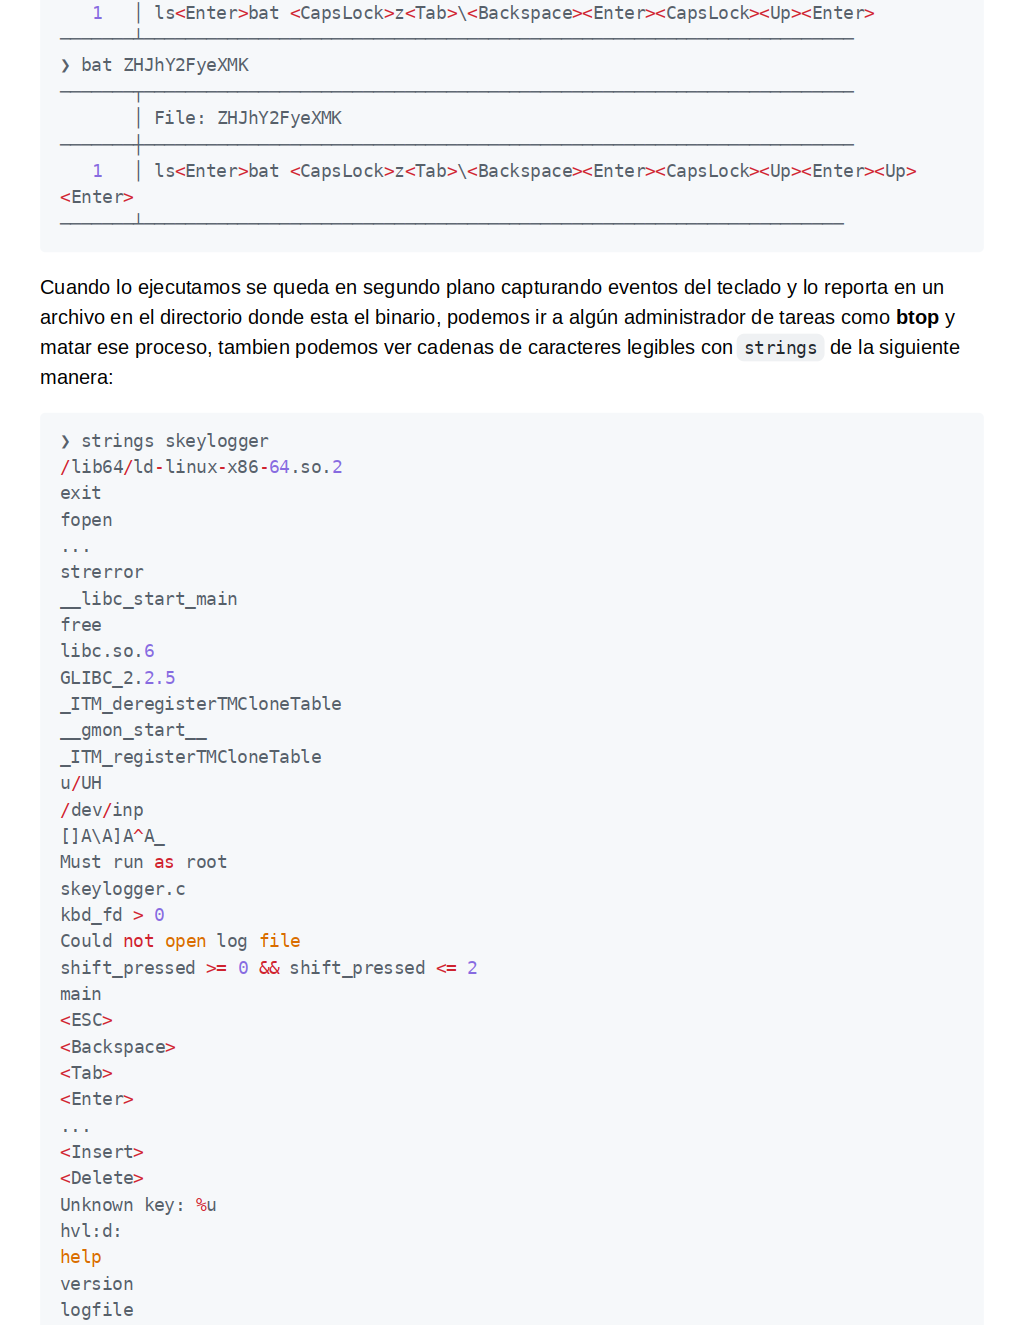 1 │ ls<Enter>bat <CapsLock>z<Tab>\<Backspace><Enter><CapsLock><Up><Enter>
❯ bat ZHJhY2FyeXMK
│ File: ZHJhY2FyeXMK
1 │ ls<Enter>bat <CapsLock>z<Tab>\<Backspace><Enter><CapsLock><Up><Enter><Up>
<Enter>
Cuando lo ejecutamos se queda en segundo plano capturando eventos del teclado y lo reporta en un
archivo en el directorio donde esta el binario, podemos ir a algún administrador de tareas como btop y
matar ese proceso, tambien podemos ver cadenas de caracteres legibles con strings de la siguiente
manera:
❯ strings skeylogger
/lib64/ld-linux-x86-64.so.2
exit
fopen
...
strerror
__libc_start_main
free
libc.so.6
GLIBC_2.2.5
_ITM_deregisterTMCloneTable
__gmon_start__
_ITM_registerTMCloneTable
u/UH
/dev/inp
[]A\A]A^A_
Must run as root
skeylogger.c
kbd_fd > 0
Could not open log file
shift_pressed >= 0 && shift_pressed <= 2
main
<ESC>
<Backspace>
<Tab>
<Enter>
...
<Insert>
<Delete>
Unknown key: %u
hvl:d:
help
version
logfile